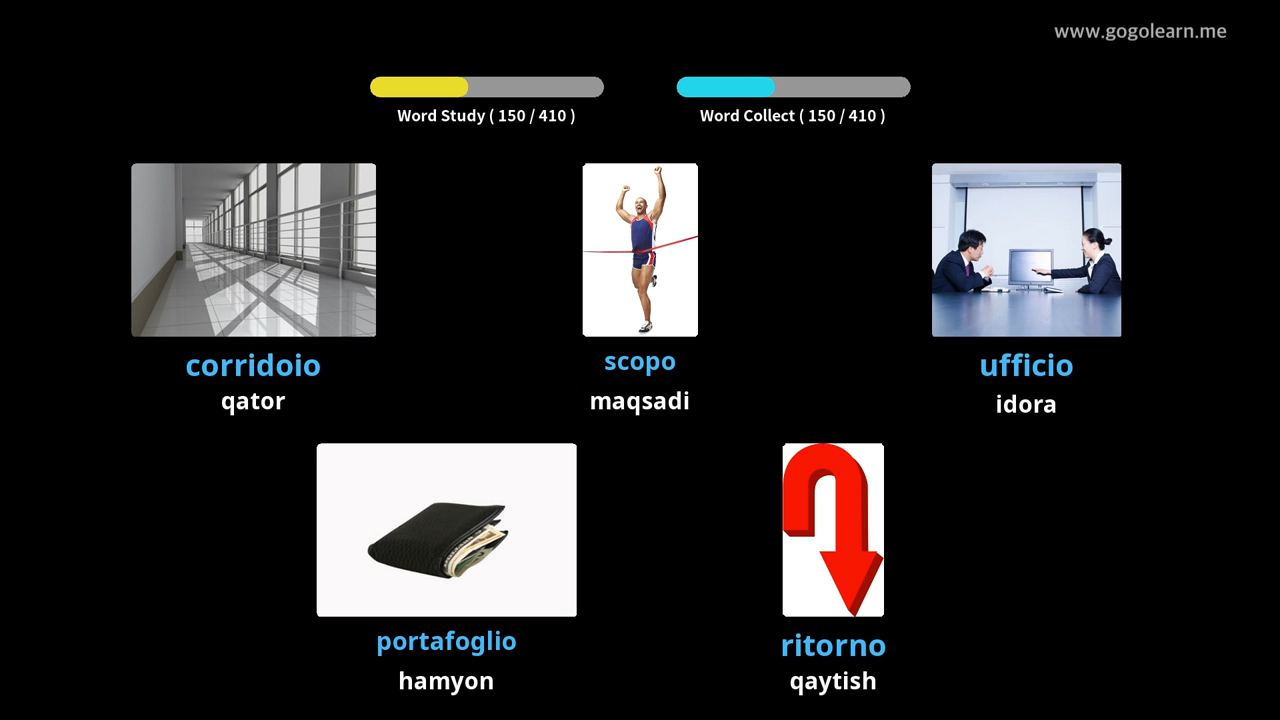 www.gogolearn.me
Word Study ( 150 / 410 )
Word Collect ( 150 / 410 )
corridoio
qator
scopo
maqsadi
ufficio
idora
portafoglio
hamyon
ritorno
qaytish